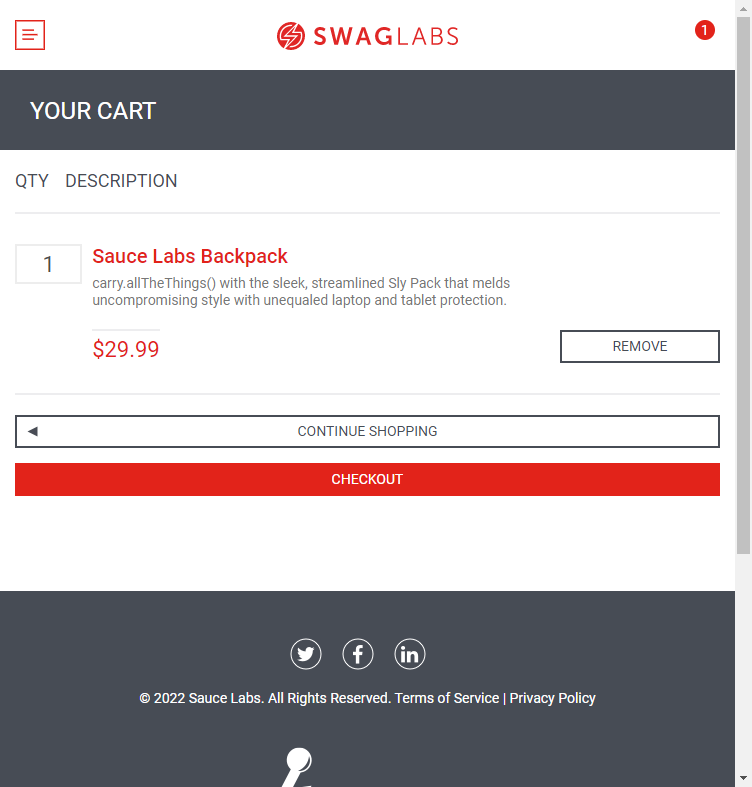 SWAGLABS
1
YOUR CART
QTY DESCRIPTION
1
Sauce Labs Backpack
carry.allTheThings() with the sleek, streamlined Sly Pack that melds
uncompromising style with unequaled laptop and tablet protection.
$29.99
REMOVE
CONTINUE SHOPPING
CHECKOUT
© 2022 Sauce Labs. All Rights Reserved. Terms of Service | Privacy Policy